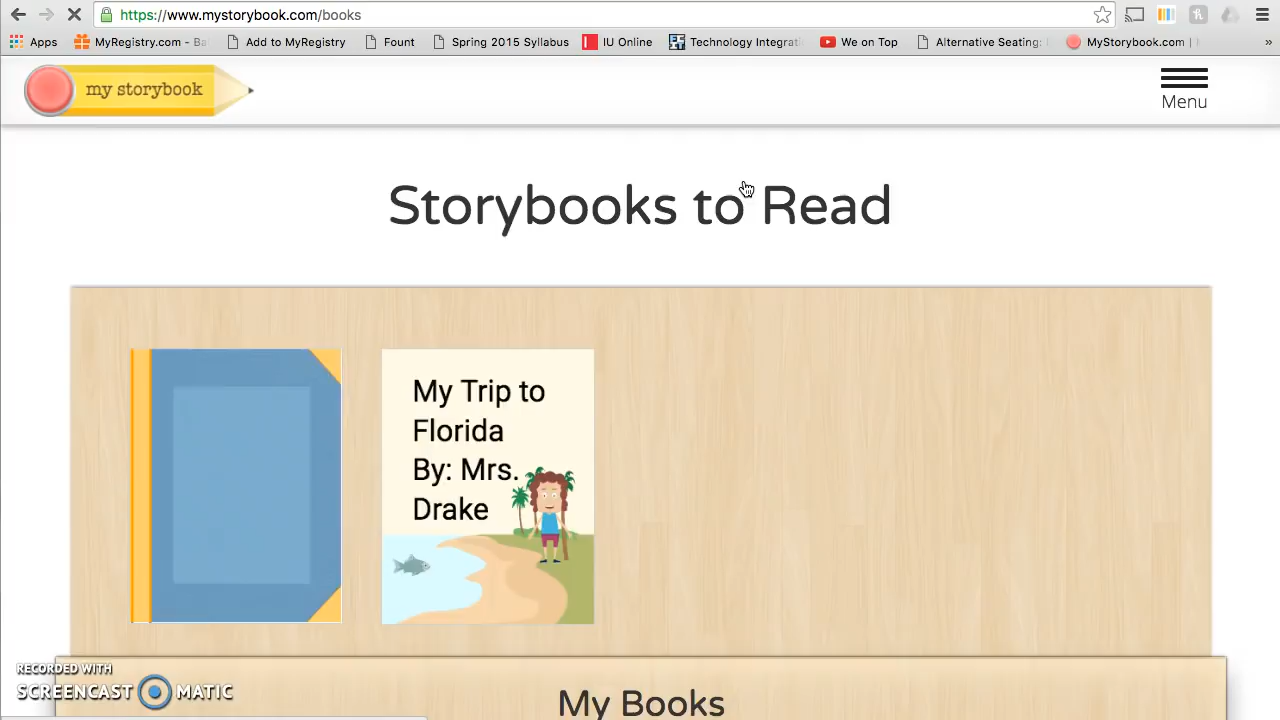 https://www.mystorybook.com/books
Apps
MyRegistry.com - Ba
Add to MyRegistry
Fount
Spring 2015 Syllabus
IU Online
Technology Integrati
We on Top
Alternative Seating:
MyStorybook.com |
»
my storybook
Menu
Storybooks to Read
My Trip to
Florida
By: Mrs.
Drake
RECORDED WITH
SCREENCAST MATIC
My Books